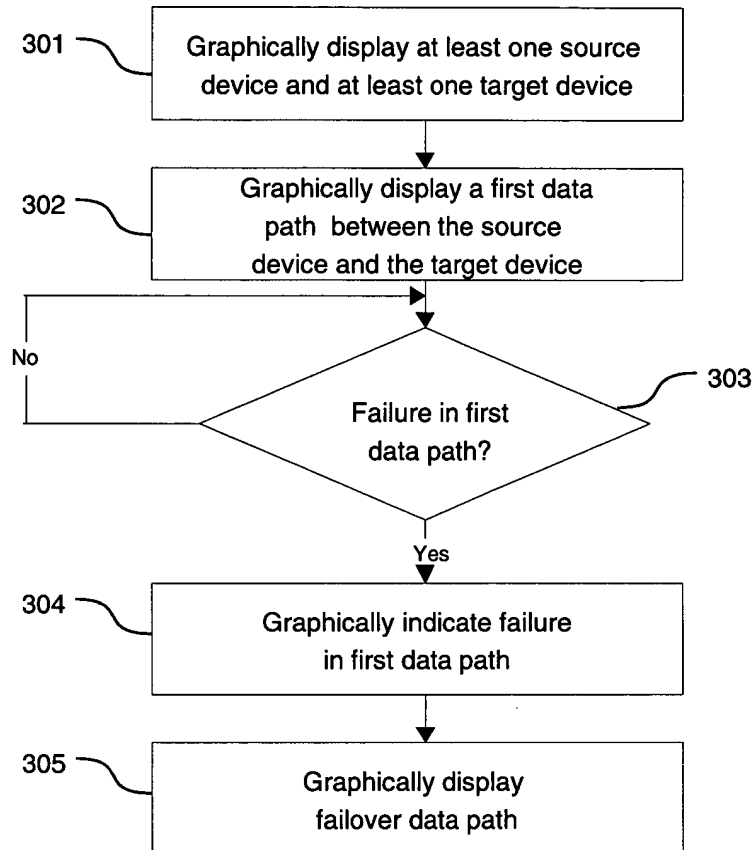 301
Graphically display at least one source
device and at least one target device
302
Graphically display a first data
path between the source
device and the target device
No
303
Failure in first
data path?
Yes
304
Graphically indicate failure
in first data path
305
Graphically display
failover data path